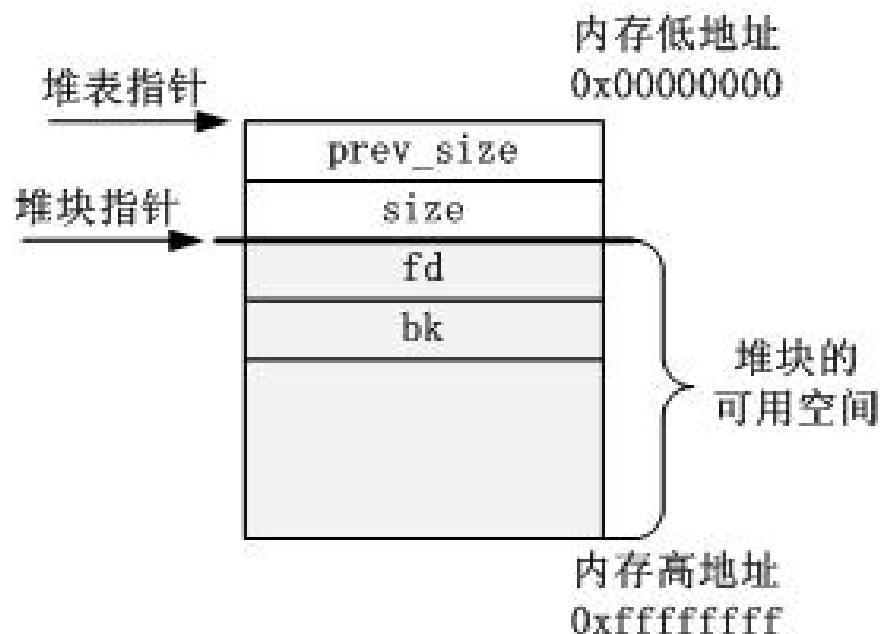 内存低地址
0x00000000
堆表指针
prev_size
堆块指针
size
fd
bk
堆块的
可用空间
内存高地址
0xffffffff